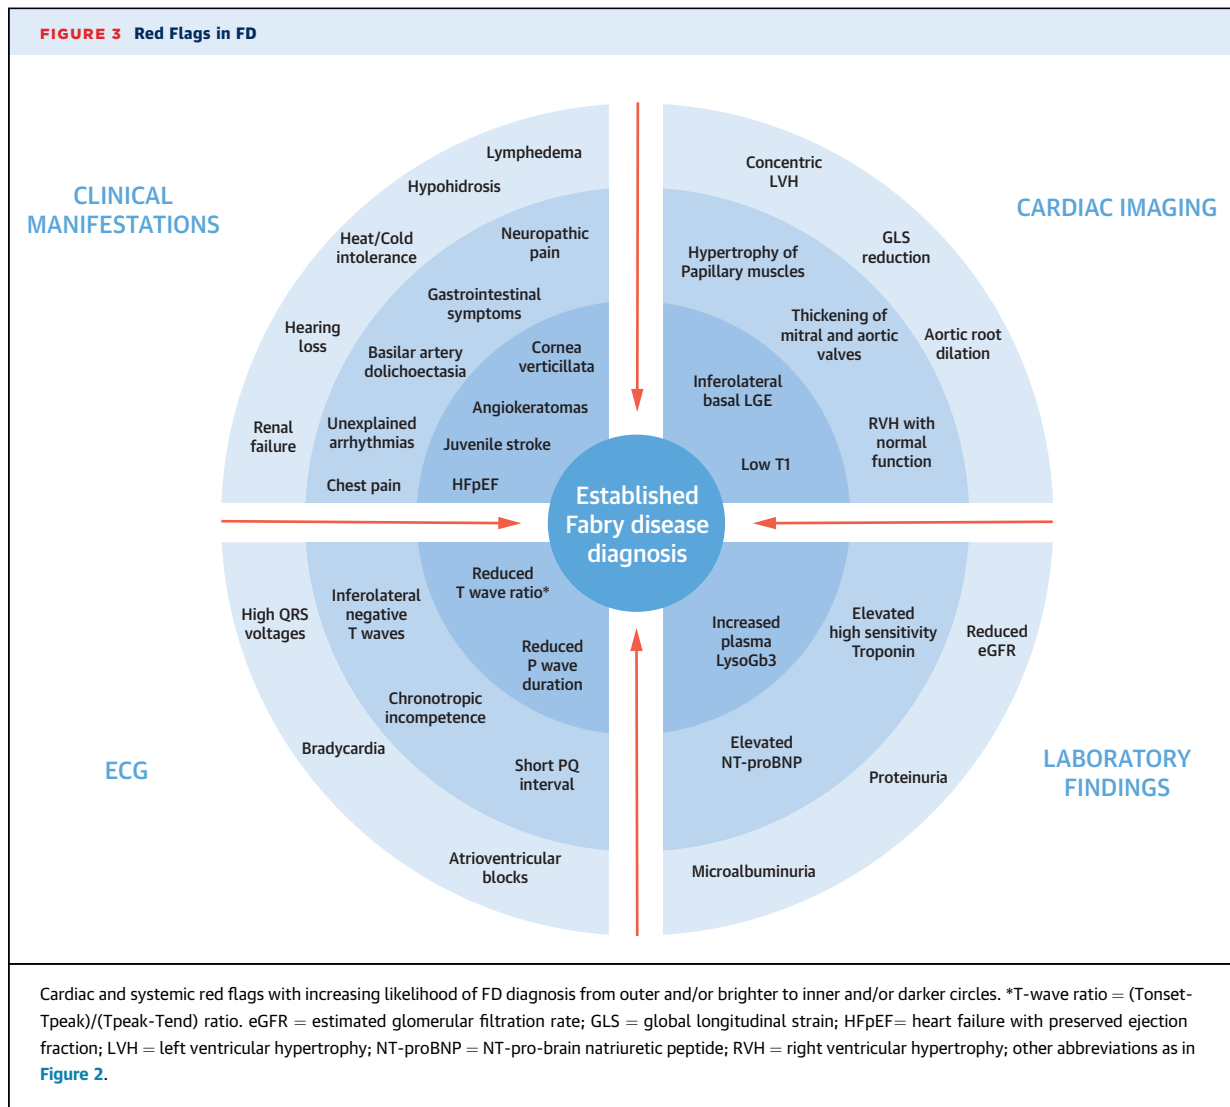 FIGURE 3 Red Flags in FD
CLINICAL
MANIFESTATIONS
Lymphedema
Hypohidrosis
Heat/Cold
intolerance
Hearing
loss
Renal
failure
Neuropathic
pain
Gastrointestinal
symptoms
Basilar artery
dolichoectasia
Unexplained
arrhythmias
Chest pain
Cornea
verticillata
Angiokeratomas
Juvenile stroke
HFpEF
CARDIAC IMAGING
Concentric
LVH
GLS
reduction
Aortic root
dilation
Hypertrophy of
Papillary muscles
Thickening of
mitral and aortic
valves
RVH with
normal
function
Inferolateral
basal LGE
Low T1
Established
Fabry disease
diagnosis
ECG
High QRS
voltages
Bradycardia
Atrioventricular
blocks
Inferolateral
negative
T waves
Chronotropic
incompetence
Short PQ
interval
Reduced
T wave ratio*
Reduced
P wave
duration
LABORATORY
FINDINGS
Increased
plasma
LysoGb3
Elevated
high sensitivity
Troponin
Elevated
NT-proBNP
Reduced
eGFR
Proteinuria
Microalbuminuria
Cardiac and systemic red flags with increasing likelihood of FD diagnosis from outer and/or brighter to inner and/or darker circles. *T-wave ratio = (Tonset-
Tpeak)/(Tpeak-Tend) ratio. eGFR = estimated glomerular filtration rate; GLS = global longitudinal strain; HFpEF= heart failure with preserved ejection
fraction; LVH = left ventricular hypertrophy; NT-proBNP = NT-pro-brain natriuretic peptide; RVH = right ventricular hypertrophy; other abbreviations as in
Figure 2.